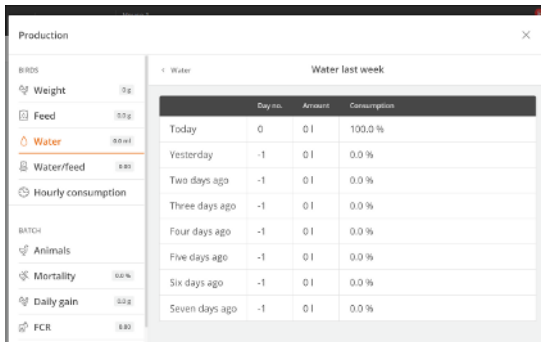 Production
BIRDS
Weight 0 g
Feed 0.0 g
Water 0.0 ml
Water/feed 0.00
Hourly consumption
BATCH
Animals
Mortality 0.0 %
Daily gain 0.0 g
FCR 0.00
Water
Water last week
Day no. Amount Consumption
Today 0 0 l 100.0 %
Yesterday -1 0 l 0.0 %
Two days ago -1 0 l 0.0 %
Three days ago -1 0 l 0.0 %
Four days ago -1 0 l 0.0 %
Five days ago -1 0 l 0.0 %
Six days ago -1 0 l 0.0 %
Seven days ago -1 0 l 0.0 %